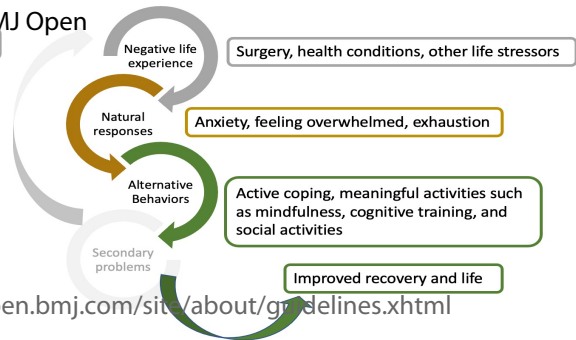 MJ Open
Negative life
experience
Surgery, health conditions, other life stressors
Natural
responses
Anxiety, feeling overwhelmed, exhaustion
Alternative
Behaviors
Active coping, meaningful activities such
as mindfulness, cognitive training, and
social activities
Secondary
problems
Improved recovery and life
en.bmj.com/site/about/guidelines.xhtml